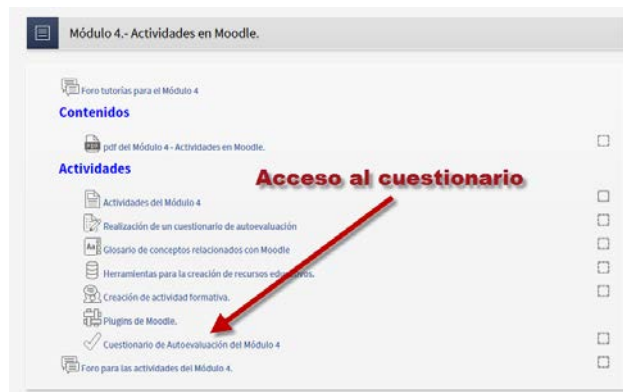 Módulo 4.- Actividades en Moodle.
Foro tutorías para el Módulo 4
Contenidos
pdf del Módulo 4 - Actividades en Moodle.
Actividades
Acceso al cuestionario
Actividades del Módulo 4
Realización de un cuestionario de autoevaluación
Glosario de conceptos relacionados con Moodle
Herramientas para la creación de recursos educativos.
Creación de actividad formativa.
Plugins de Moodle.
Cuestionario de Autoevaluación del Módulo 4
Foro para las actividades del Módulo 4.